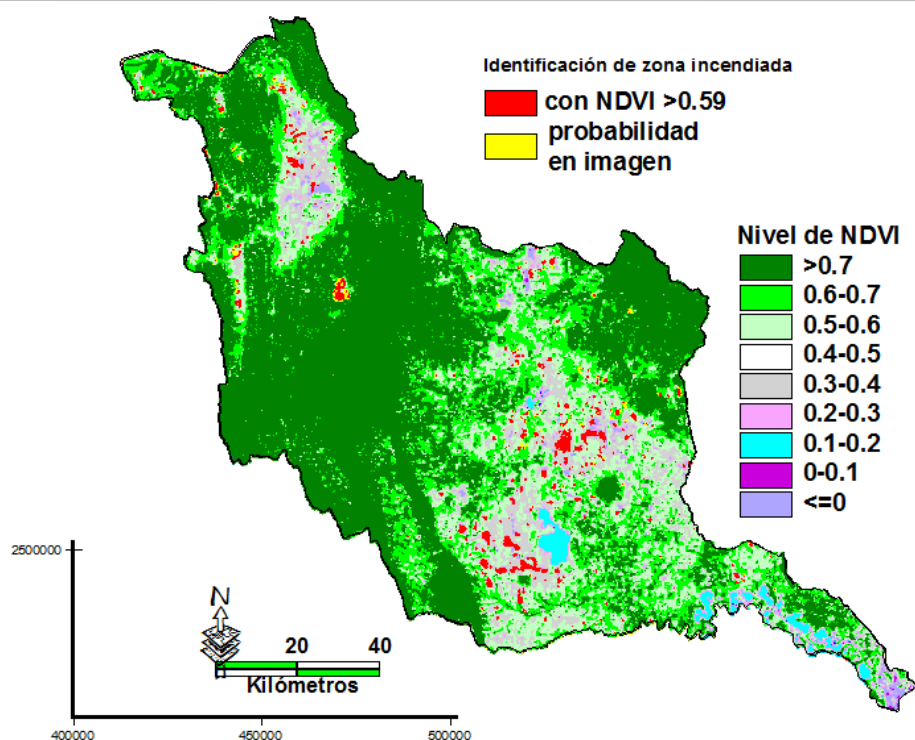 Identificación de zona incendiada
con NDVI >0.59
probabilidad
en imagen
Nivel de NDVI
>0.7
0.6-0.7
0.5-0.6
0.4-0.5
0.3-0.4
0.2-0.3
0.1-0.2
0-0.1
<=0
2500000
N
20 40
Kilómetros
400000 450000 500000